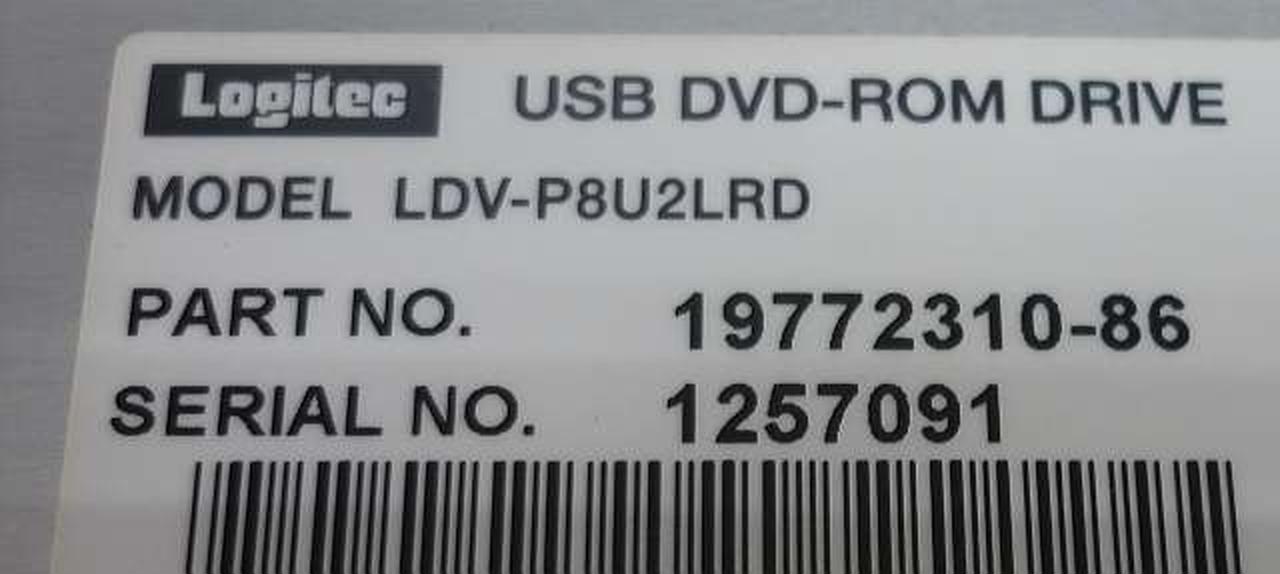 Logitec USB DVD-ROM DRIVE
MODEL LDV-P8U2LRD
PART NO. 19772310-86
SERIAL NO. 1257091